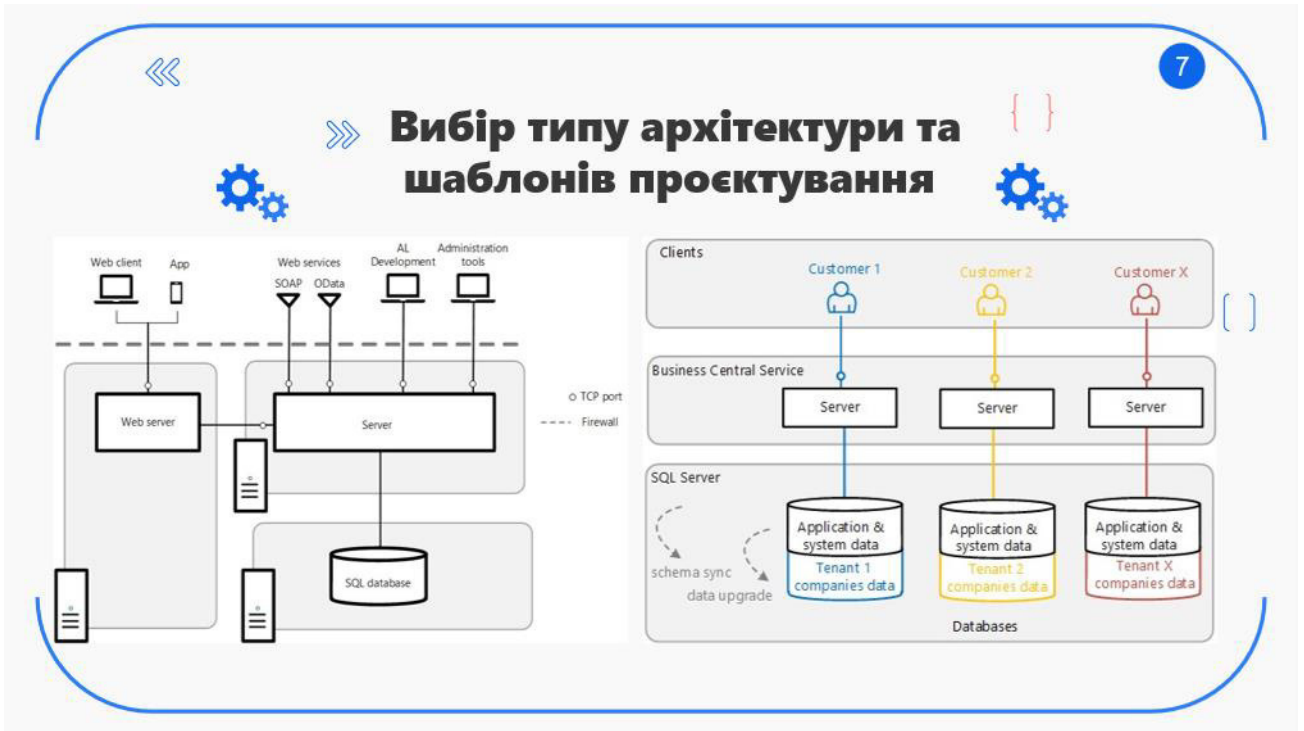 7
Вибір типу архітектури та
шаблонів проєктування
Web client
App
Web services
SOAP
OData
AL
Development
Administration
tools
Web server
Server
TCP port
Firewall
SQL database
Clients
Customer 1
Customer 2
Customer X
Business Central Service
Server
Server
Server
SQL Server
schema sync
data upgrade
Application &
system data
Tenant 1
companies data
Application &
system data
Tenant 2
companies data
Application &
system data
Tenant X
companies data
Databases